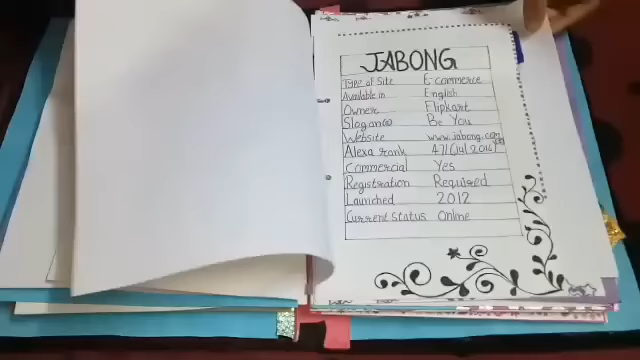 JABONG
Type of Site E-commerce
Available in English
Owner Flipkart
Slogan Be You
Website www.jabong.com
Alexa rank 471 (Jul 2016)
Commercial Yes
Registration Required
Launched 2012
Current status Online